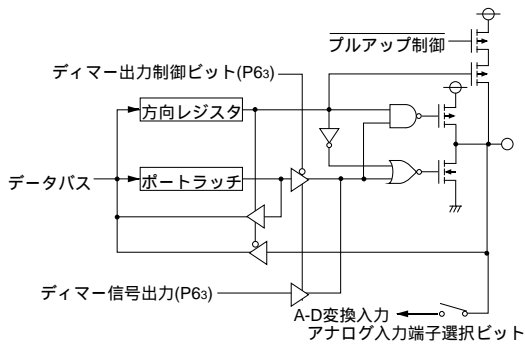 プルアップ制御
ディマー出力制御ビット(P63)
方向レジスタ
データバス
ポートラッチ
ディマー信号出力(P63)
A-D変換入力
アナログ入力端子選択ビット